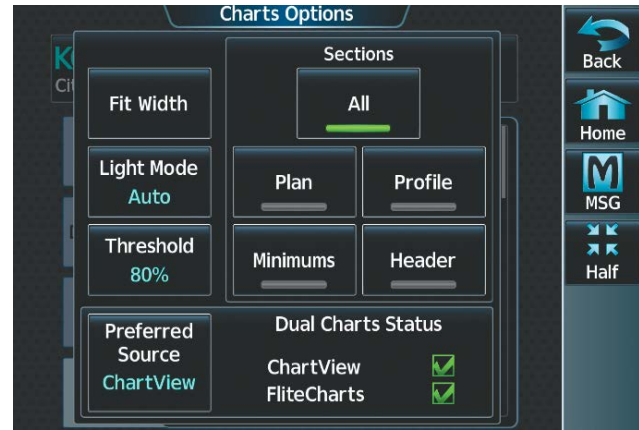 Charts Options
Sections
Back
Fit Width
All
Home
Light Mode
Auto
Plan
Profile
MSG
Threshold
80%
Minimums
Header
Half
Preferred
Source
ChartView
Dual Charts Status
ChartView
FliteCharts